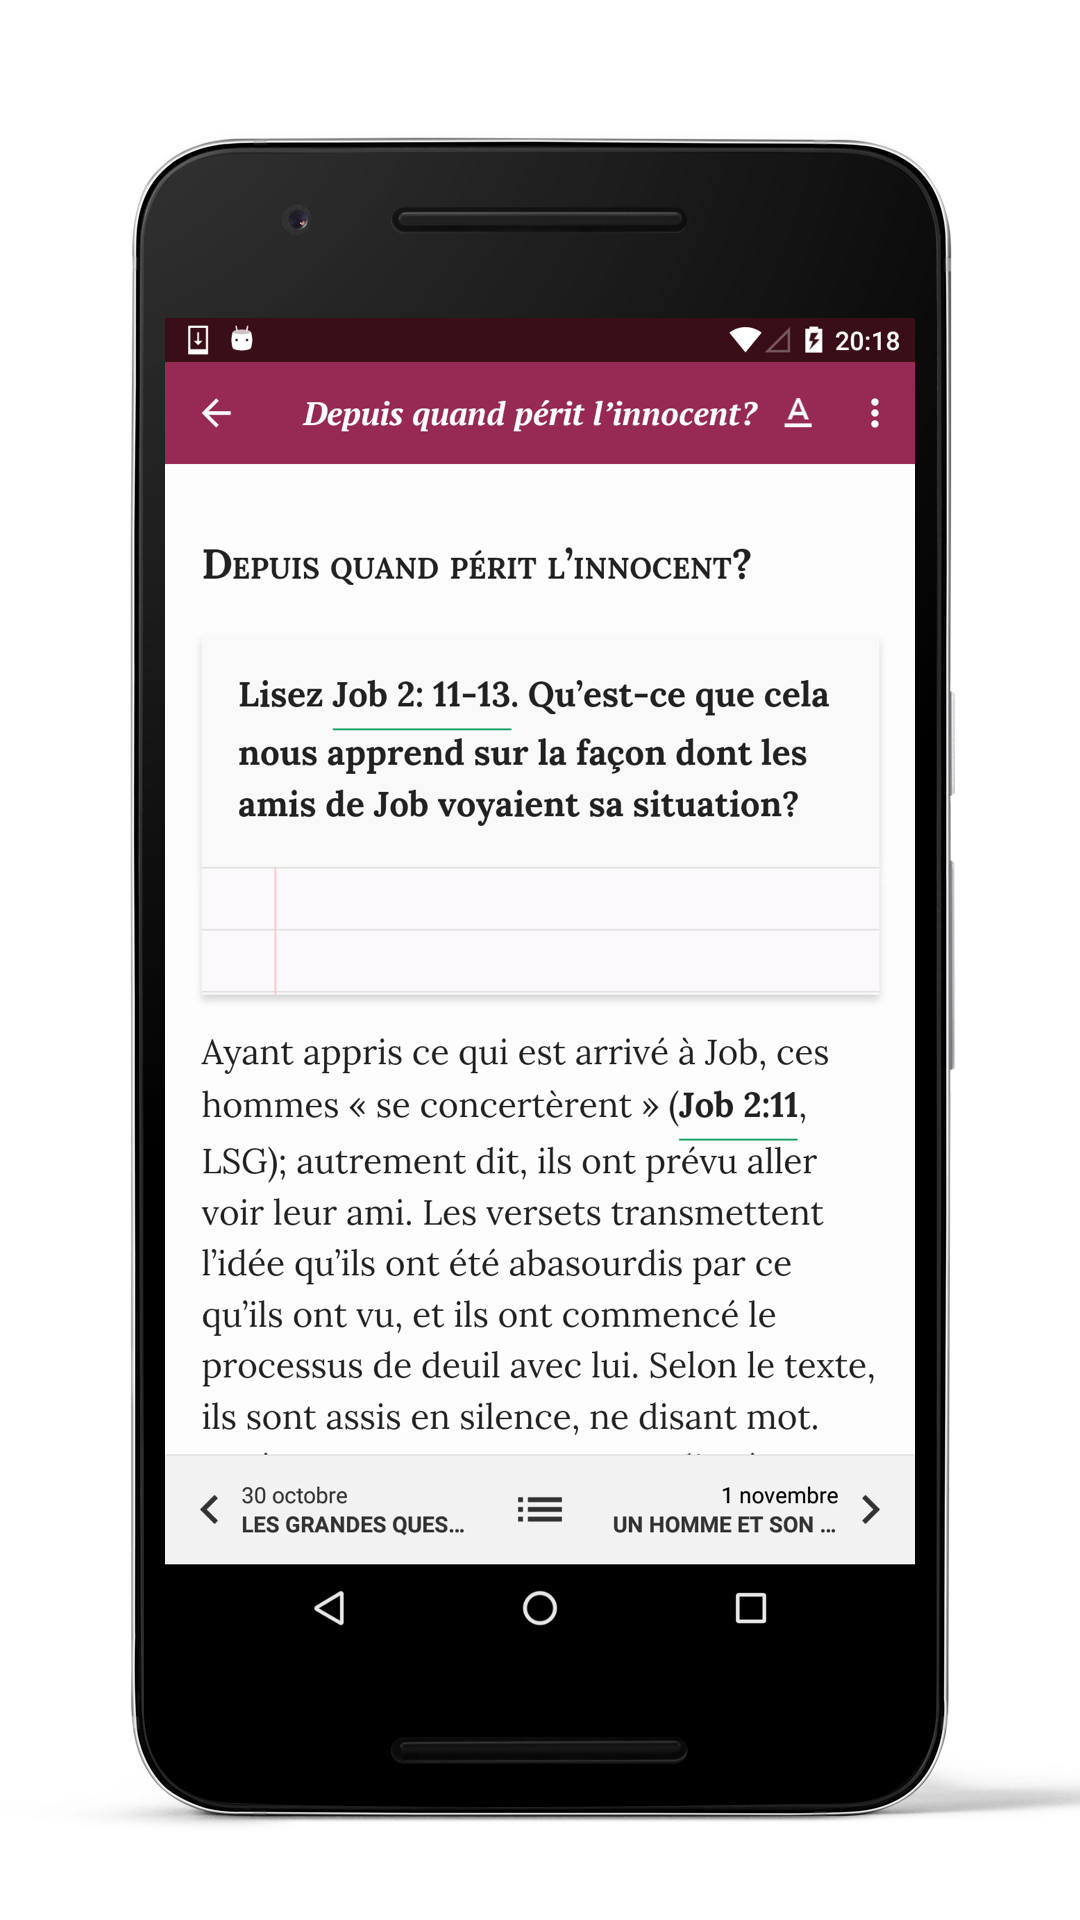 20:18
Depuis quand périt l’innocent? A
Depuis quand périt l’innocent?
Lisez Job 2: 11-13. Qu’est-ce que cela
nous apprend sur la façon dont les
amis de Job voyaient sa situation?
Ayant appris ce qui est arrivé à Job, ces
hommes « se concertèrent » (Job 2:11,
LSG); autrement dit, ils ont prévu aller
voir leur ami. Les versets transmettent
l’idée qu’ils ont été abasourdis par ce
qu’ils ont vu, et ils ont commencé le
processus de deuil avec lui. Selon le texte,
ils sont assis en silence, ne disant mot.
30 octobre
LES GRANDES QUES...
1 novembre
UN HOMME ET SON ...